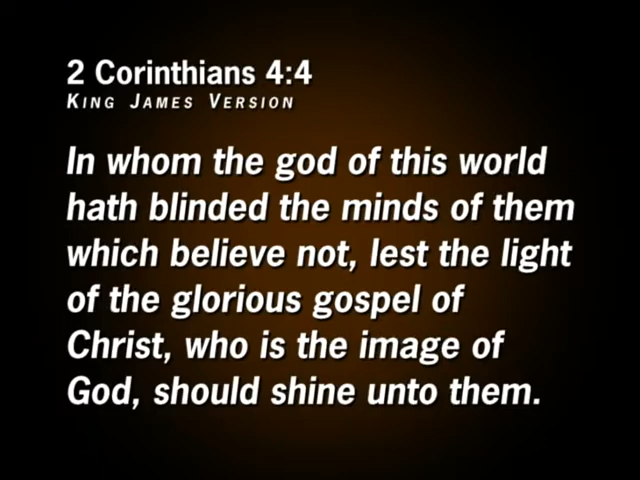 2 Corinthians 4:4
King James Version
In whom the god of this world
hath blinded the minds of them
which believe not, lest the light
of the glorious gospel of
Christ, who is the image of
God, should shine unto them.